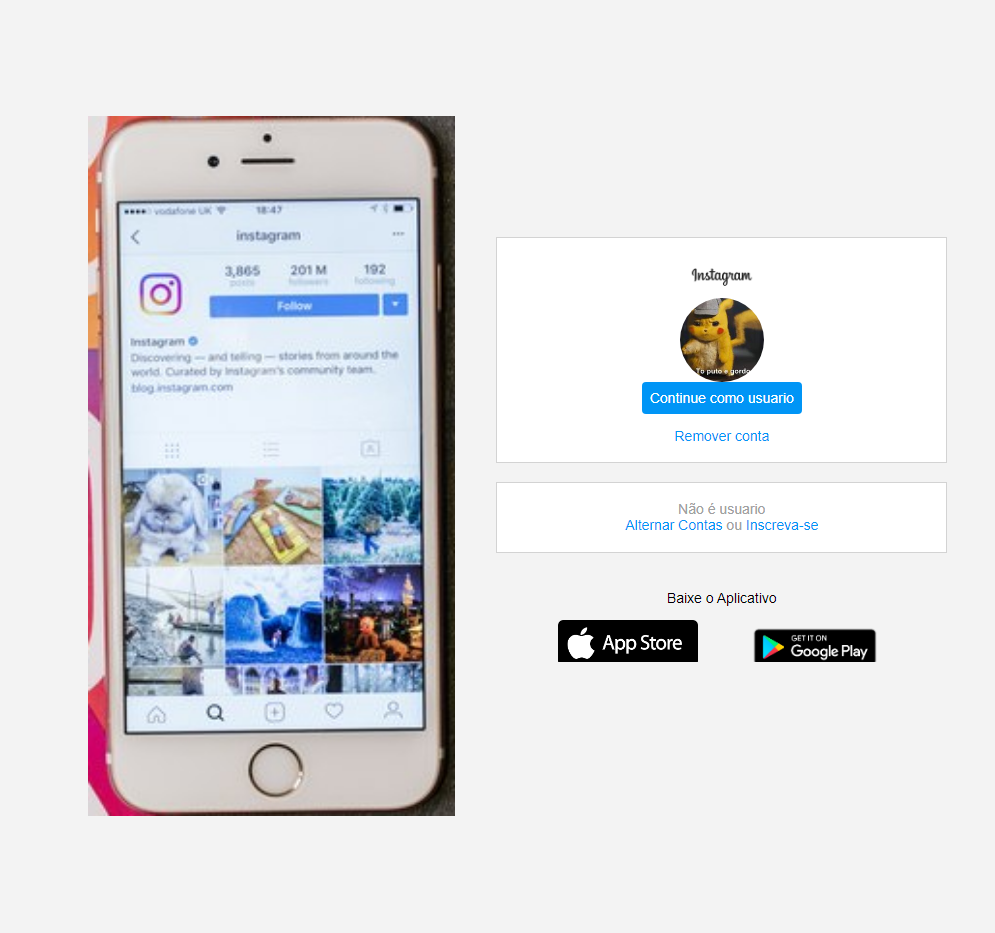 vodafone UK
18:47
instagram
3,865
201 M
192
posts
followers
following
Follow
Instagram
Discovering — and telling — stories from around the
world. Curated by Instagram's community team.
blog.instagram.com
Instagram
To puto e gordo
Continue como usuario
Remover conta
Não é usuario
Alternar Contas ou Inscreva-se
Baixe o Aplicativo
App Store
GET IT ON
Google Play